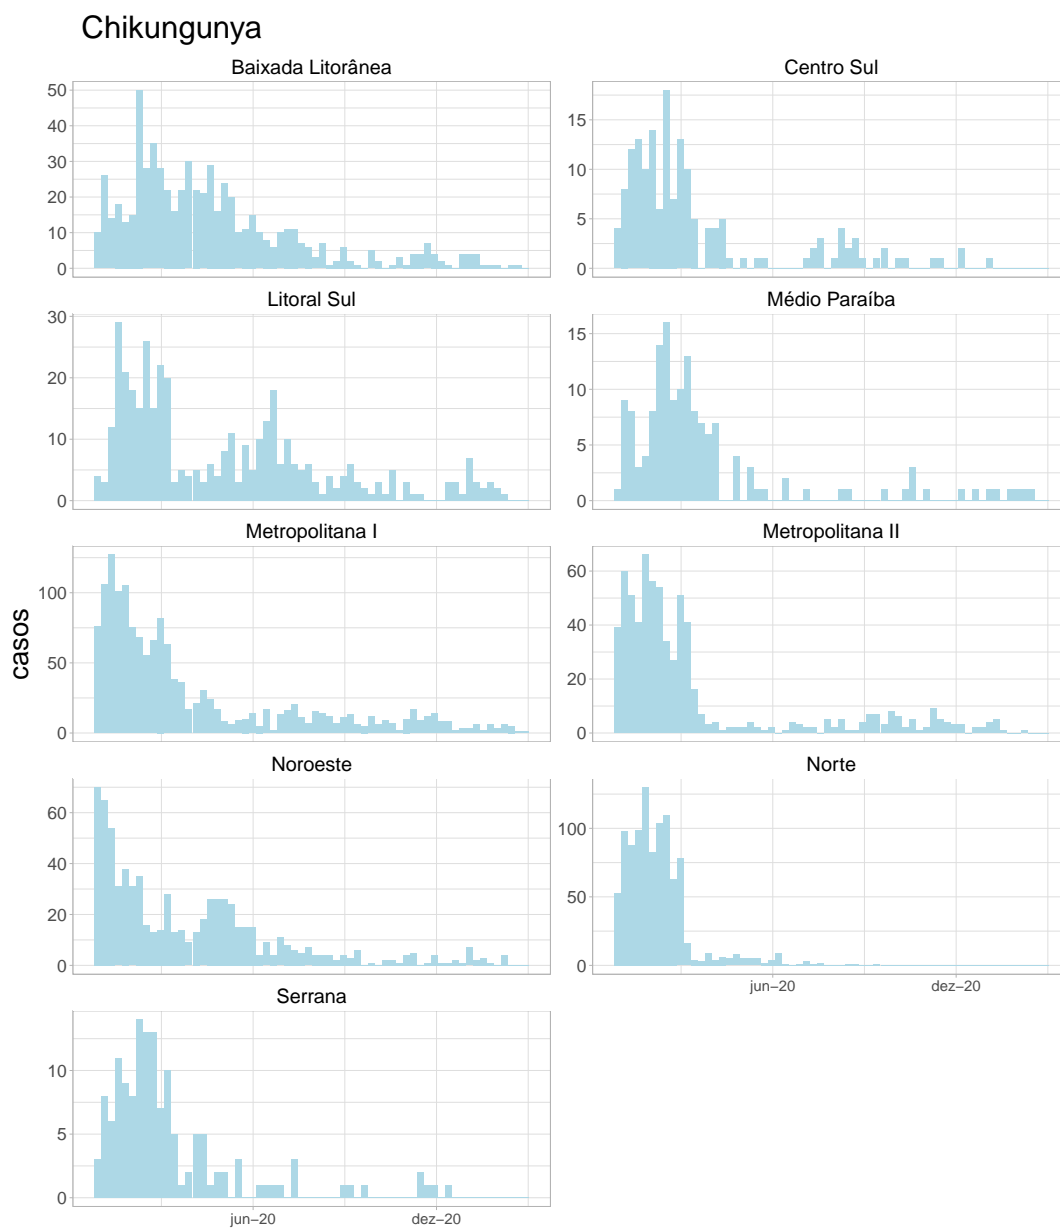 Chikungunya
Baixada Litorânea
Centro Sul
50
40
30
20
10
0
15
10
5
0
Litoral Sul
Médio Paraíba
30
20
10
0
15
10
5
0
Metropolitana I
Metropolitana II
100
50
0
60
40
20
0
casos
Noroeste
Norte
60
40
20
0
100
50
0
jun−20 dez−20
Serrana
10
5
0
jun−20 dez−20